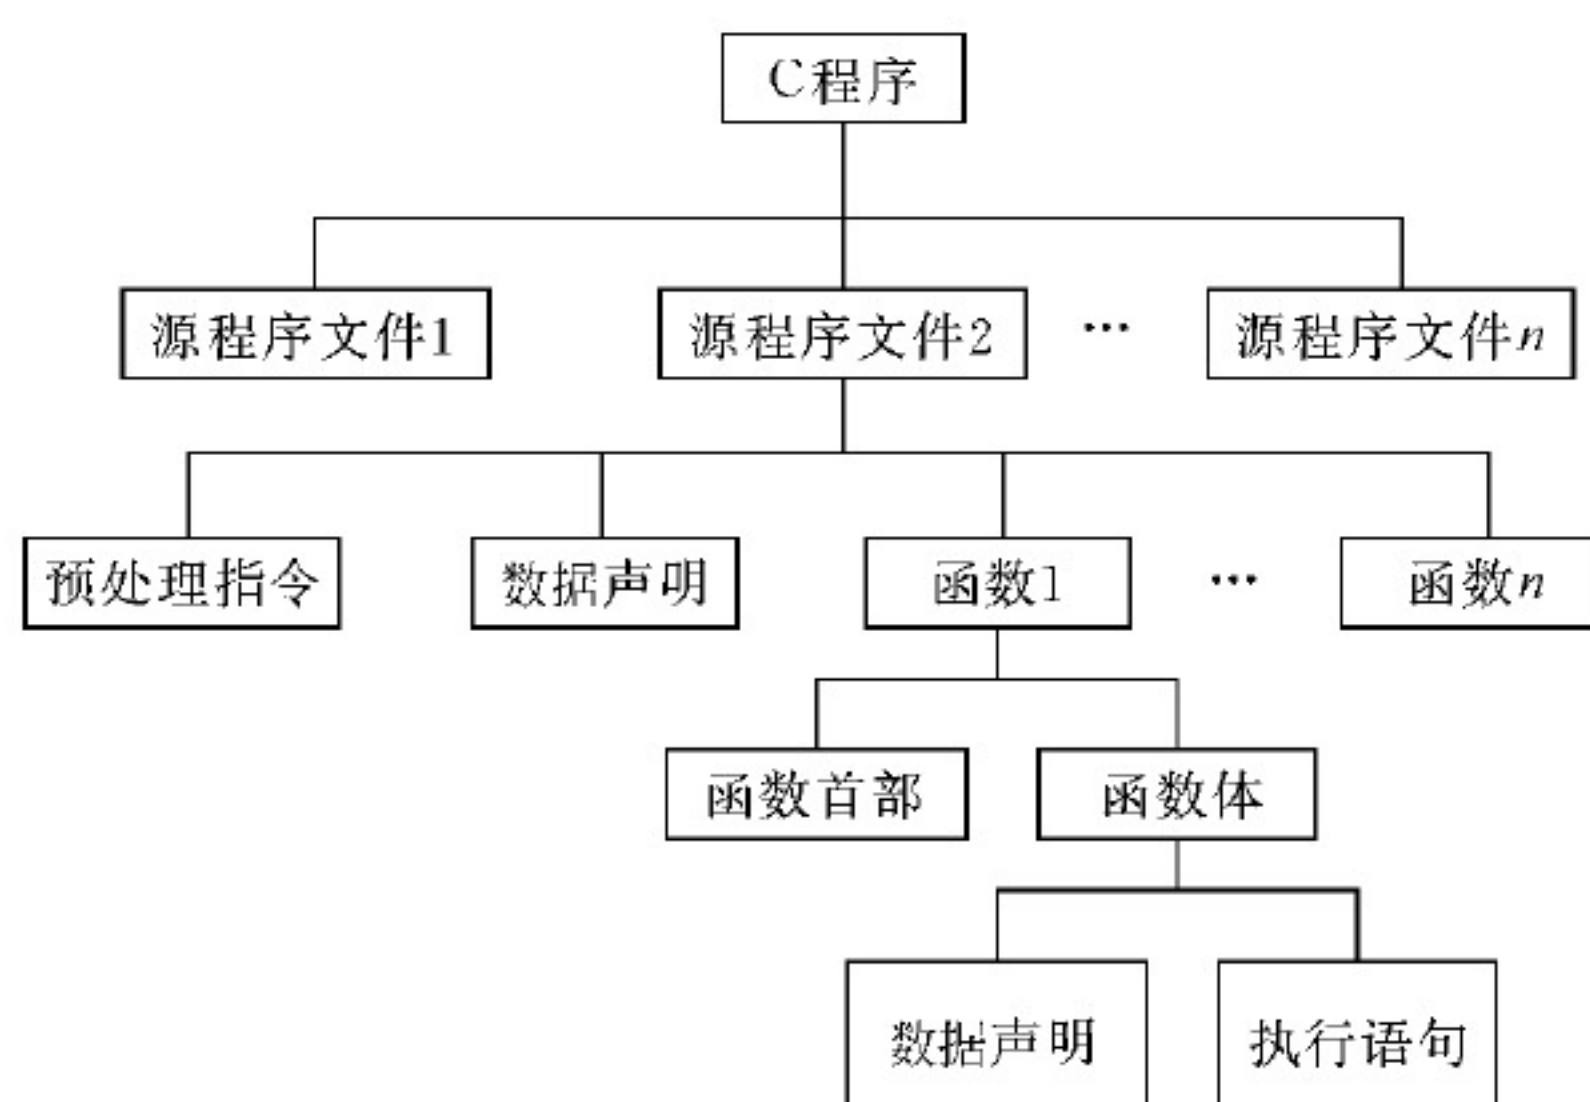 C程序
源程序文件1 源程序文件2 … 源程序文件n
预处理指令 数据声明 函数1 … 函数n
函数首部 函数体
数据声明 执行语句